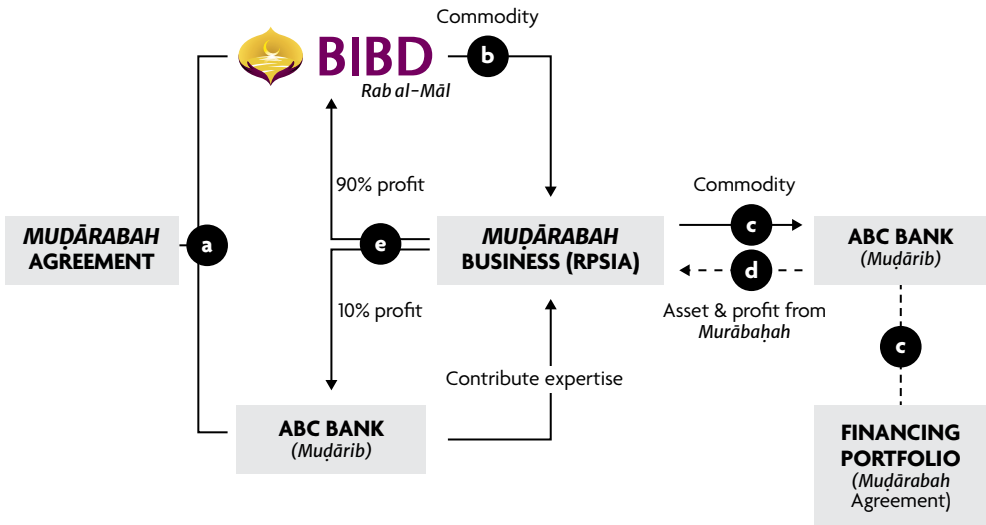 Commodity
BIBD
b
Rab al-Māl
90% profit
Commodity
MUḌĀRABAH
AGREEMENT
a
e
MUḌĀRABAH
BUSINESS (RPSIA)
c
d
ABC BANK
(Muḍārib)
Asset & profit from
Murābaḥah
10% profit
c
Contribute expertise
ABC BANK
(Muḍārib)
FINANCING
PORTFOLIO
(Muḍārabah
Agreement)